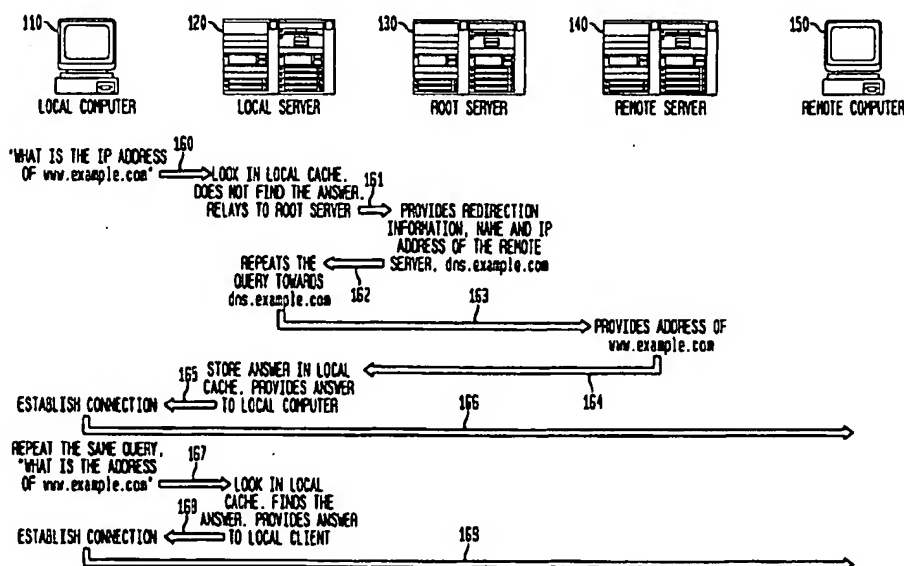 110 120 130 140 150
LOCAL COMPUTER LOCAL SERVER ROOT SERVER REMOTE SERVER REMOTE COMPUTER
"WHAT IS THE IP ADDRESS
OF www.example.com"
160
LOOK IN LOCAL CACHE.
DOES NOT FIND THE ANSWER.
RELAYS TO ROOT SERVER
161
PROVIDES REDIRECTION
INFORMATION, NAME AND IP
ADDRESS OF THE REMOTE
SERVER, dns.example.com
162
REPEATS THE
QUERY TOWARDS
dns.example.com
163
PROVIDES ADDRESS OF
www.example.com
164
STORE ANSWER IN LOCAL
CACHE. PROVIDES ANSWER
TO LOCAL COMPUTER
165
ESTABLISH CONNECTION
166
REPEAT THE SAME QUERY,
"WHAT IS THE ADDRESS
OF www.example.com"
167
LOOK IN LOCAL
CACHE. FINDS THE
ANSWER. PROVIDES ANSWER
TO LOCAL CLIENT
168
ESTABLISH CONNECTION
169